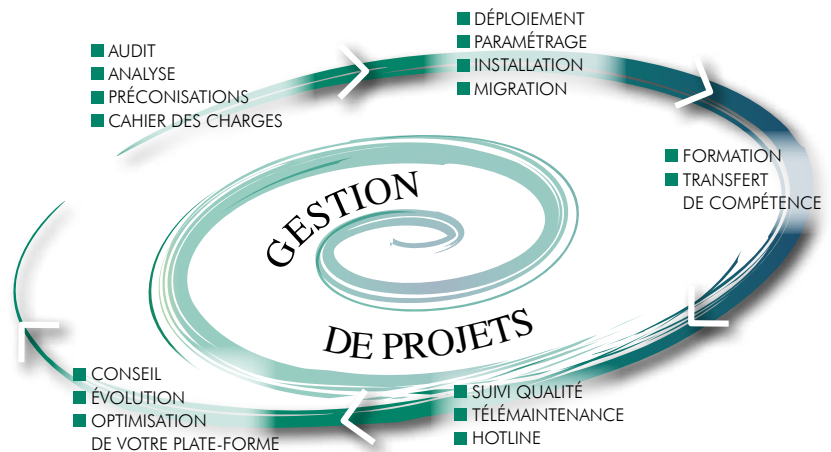 AUDIT
ANALYSE
PRÉCONISATIONS
CAHIER DES CHARGES
DÉPLOIEMENT
PARAMÉTRAGE
INSTALLATION
MIGRATION
FORMATION
TRANSFERT
DE COMPÉTENCE
GESTION
DE PROJETS
SUIVI QUALITÉ
TÉLÉMAINTENANCE
HOTLINE
CONSEIL
ÉVOLUTION
OPTIMISATION
DE VOTRE PLATE-FORME